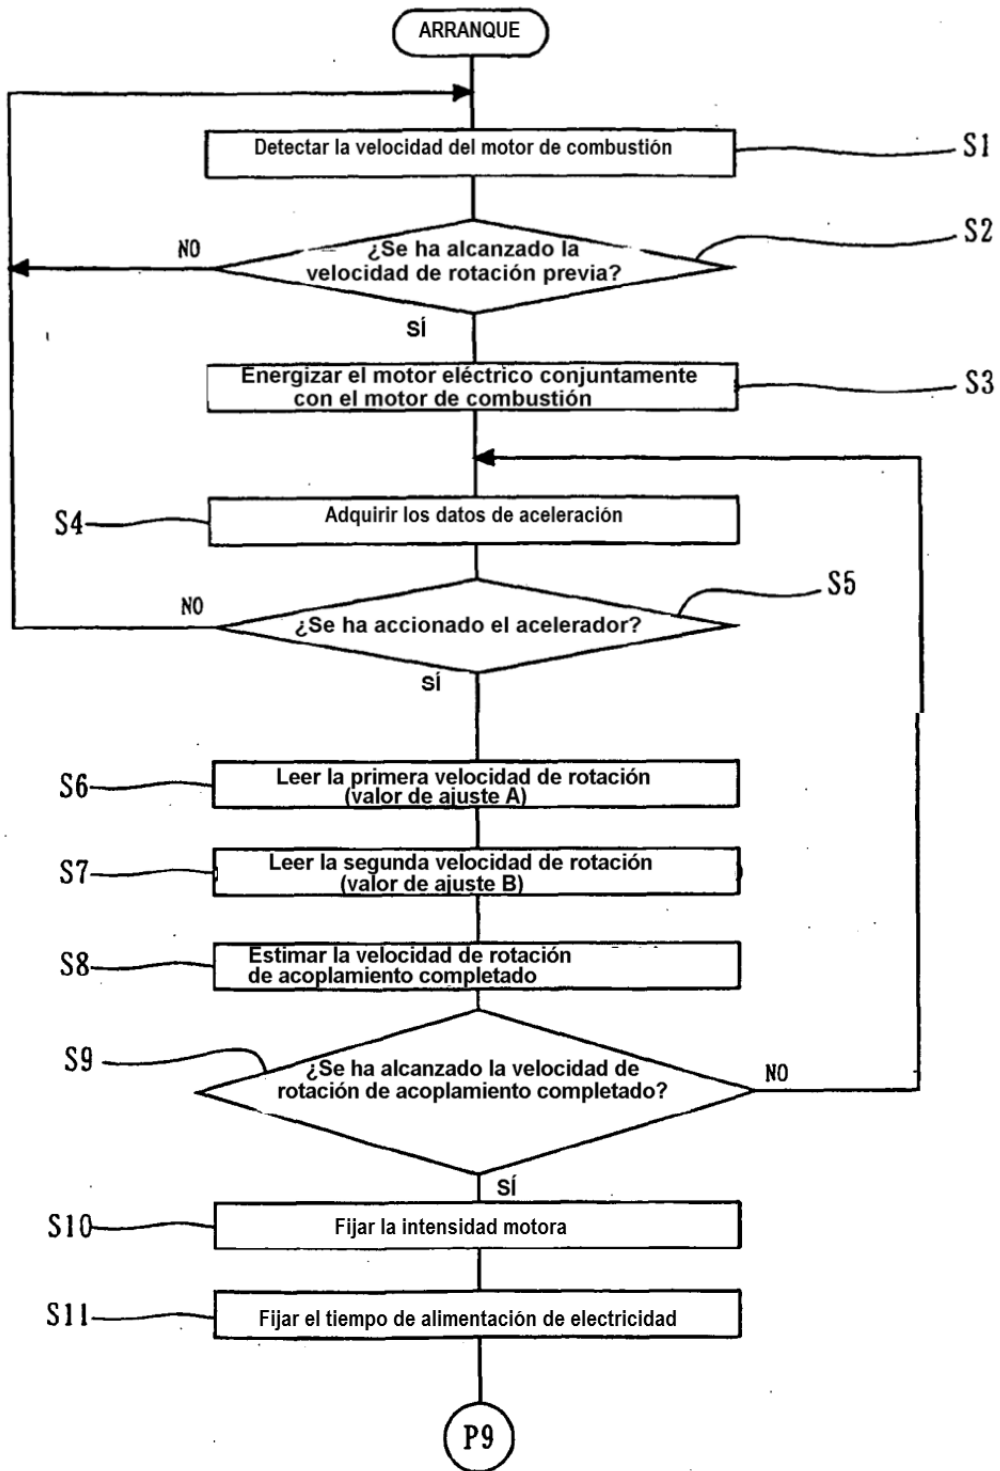 ARRANQUE
Detectar la velocidad del motor de combustión
S1
¿Se ha alcanzado la
velocidad de rotación previa?
S2
NO
SÍ
Energizar el motor eléctrico conjuntamente
con el motor de combustión
S3
S4
Adquirir los datos de aceleración
S5
NO
¿Se ha accionado el acelerador?
SÍ
S6
Leer la primera velocidad de rotación
(valor de ajuste A)
S7
Leer la segunda velocidad de rotación
(valor de ajuste B)
S8
Estimar la velocidad de rotación
de acoplamiento completado
S9
¿Se ha alcanzado la velocidad de
rotación de acoplamiento completado?
NO
SÍ
S10
Fijar la intensidad motora
S11
Fijar el tiempo de alimentación de electricidad
P9